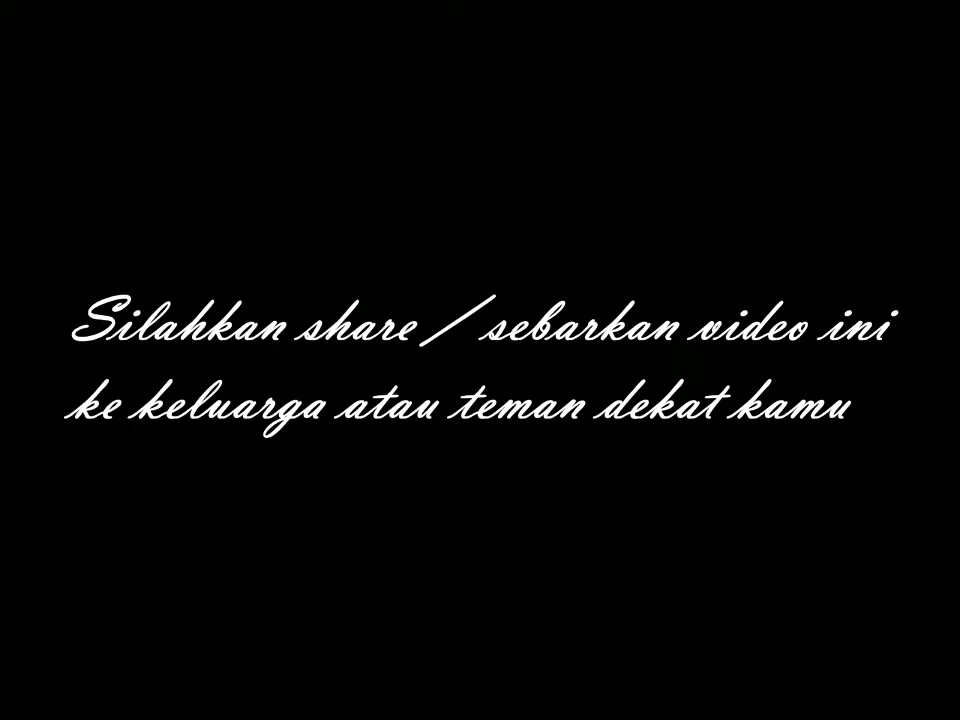 Silahkan share / sebarkan video ini
ke keluarga atau teman dekat kamu